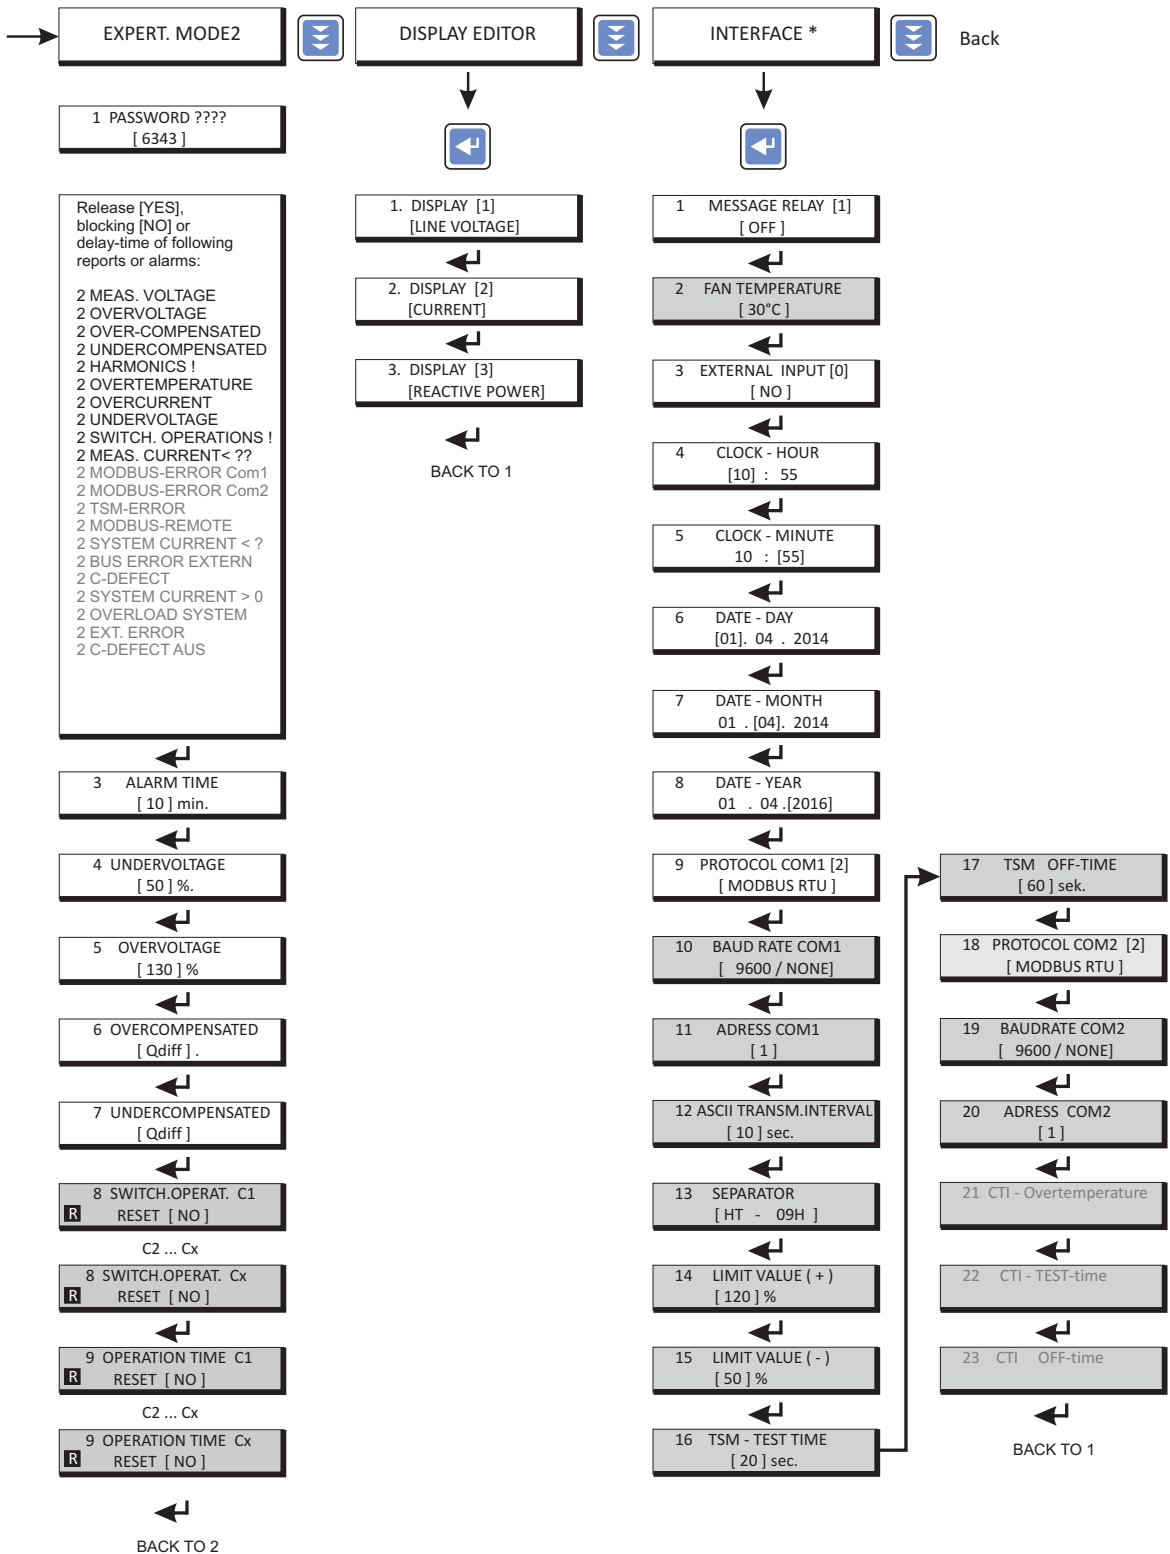 EXPERT. MODE2
DISPLAY EDITOR
INTERFACE *
Back
1 PASSWORD ????
[ 6343 ]
Release [YES],
blocking [NO] or
delay-time of following
reports or alarms:
2 MEAS. VOLTAGE
2 OVERVOLTAGE
2 OVER-COMPENSATED
2 UNDERCOMPENSATED
2 HARMONICS !
2 OVERTEMPERATURE
2 OVERCURRENT
2 UNDERVOLTAGE
2 SWITCH. OPERATIONS !
2 MEAS. CURRENT< ??
2 MODBUS-ERROR Com1
2 MODBUS-ERROR Com2
2 TSM-ERROR
2 MODBUS-REMOTE
2 SYSTEM CURRENT < ?
2 BUS ERROR EXTERN
2 C-DEFECT
2 SYSTEM CURRENT > 0
2 OVERLOAD SYSTEM
2 EXT. ERROR
2 C-DEFECT AUS
3 ALARM TIME
[ 10 ] min.
4 UNDERVOLTAGE
[ 50 ] %.
5 OVERVOLTAGE
[ 130 ] %
6 OVERCOMPENSATED
[ Qdiff ] .
7 UNDERCOMPENSATED
[ Qdiff ]
8 SWITCH.OPERAT. C1
R RESET [ NO ]
C2 ... Cx
8 SWITCH.OPERAT. Cx
R RESET [ NO ]
9 OPERATION TIME C1
R RESET [ NO ]
C2 ... Cx
9 OPERATION TIME Cx
R RESET [ NO ]
BACK TO 2
1. DISPLAY [1]
[LINE VOLTAGE]
2. DISPLAY [2]
[CURRENT]
3. DISPLAY [3]
[REACTIVE POWER]
BACK TO 1
1 MESSAGE RELAY [1]
[ OFF ]
2 FAN TEMPERATURE
[ 30°C ]
3 EXTERNAL INPUT [0]
[ NO ]
4 CLOCK - HOUR
[10] : 55
5 CLOCK - MINUTE
10 : [55]
6 DATE - DAY
[01]. 04 . 2014
7 DATE - MONTH
01 . [04]. 2014
8 DATE - YEAR
01 . 04 .[2016]
9 PROTOCOL COM1 [2]
[ MODBUS RTU ]
10 BAUD RATE COM1
[ 9600 / NONE]
11 ADRESS COM1
[ 1 ]
12 ASCII TRANSM.INTERVAL
[ 10 ] sec.
13 SEPARATOR
[ HT - 09H ]
14 LIMIT VALUE ( + )
[ 120 ] %
15 LIMIT VALUE ( - )
[ 50 ] %
16 TSM - TEST TIME
[ 20 ] sec.
17 TSM OFF-TIME
[ 60 ] sek.
18 PROTOCOL COM2 [2]
[ MODBUS RTU ]
19 BAUDRATE COM2
[ 9600 / NONE]
20 ADRESS COM2
[ 1 ]
21 CTI - Overtemperature
22 CTI - TEST-time
23 CTI OFF-time
BACK TO 1